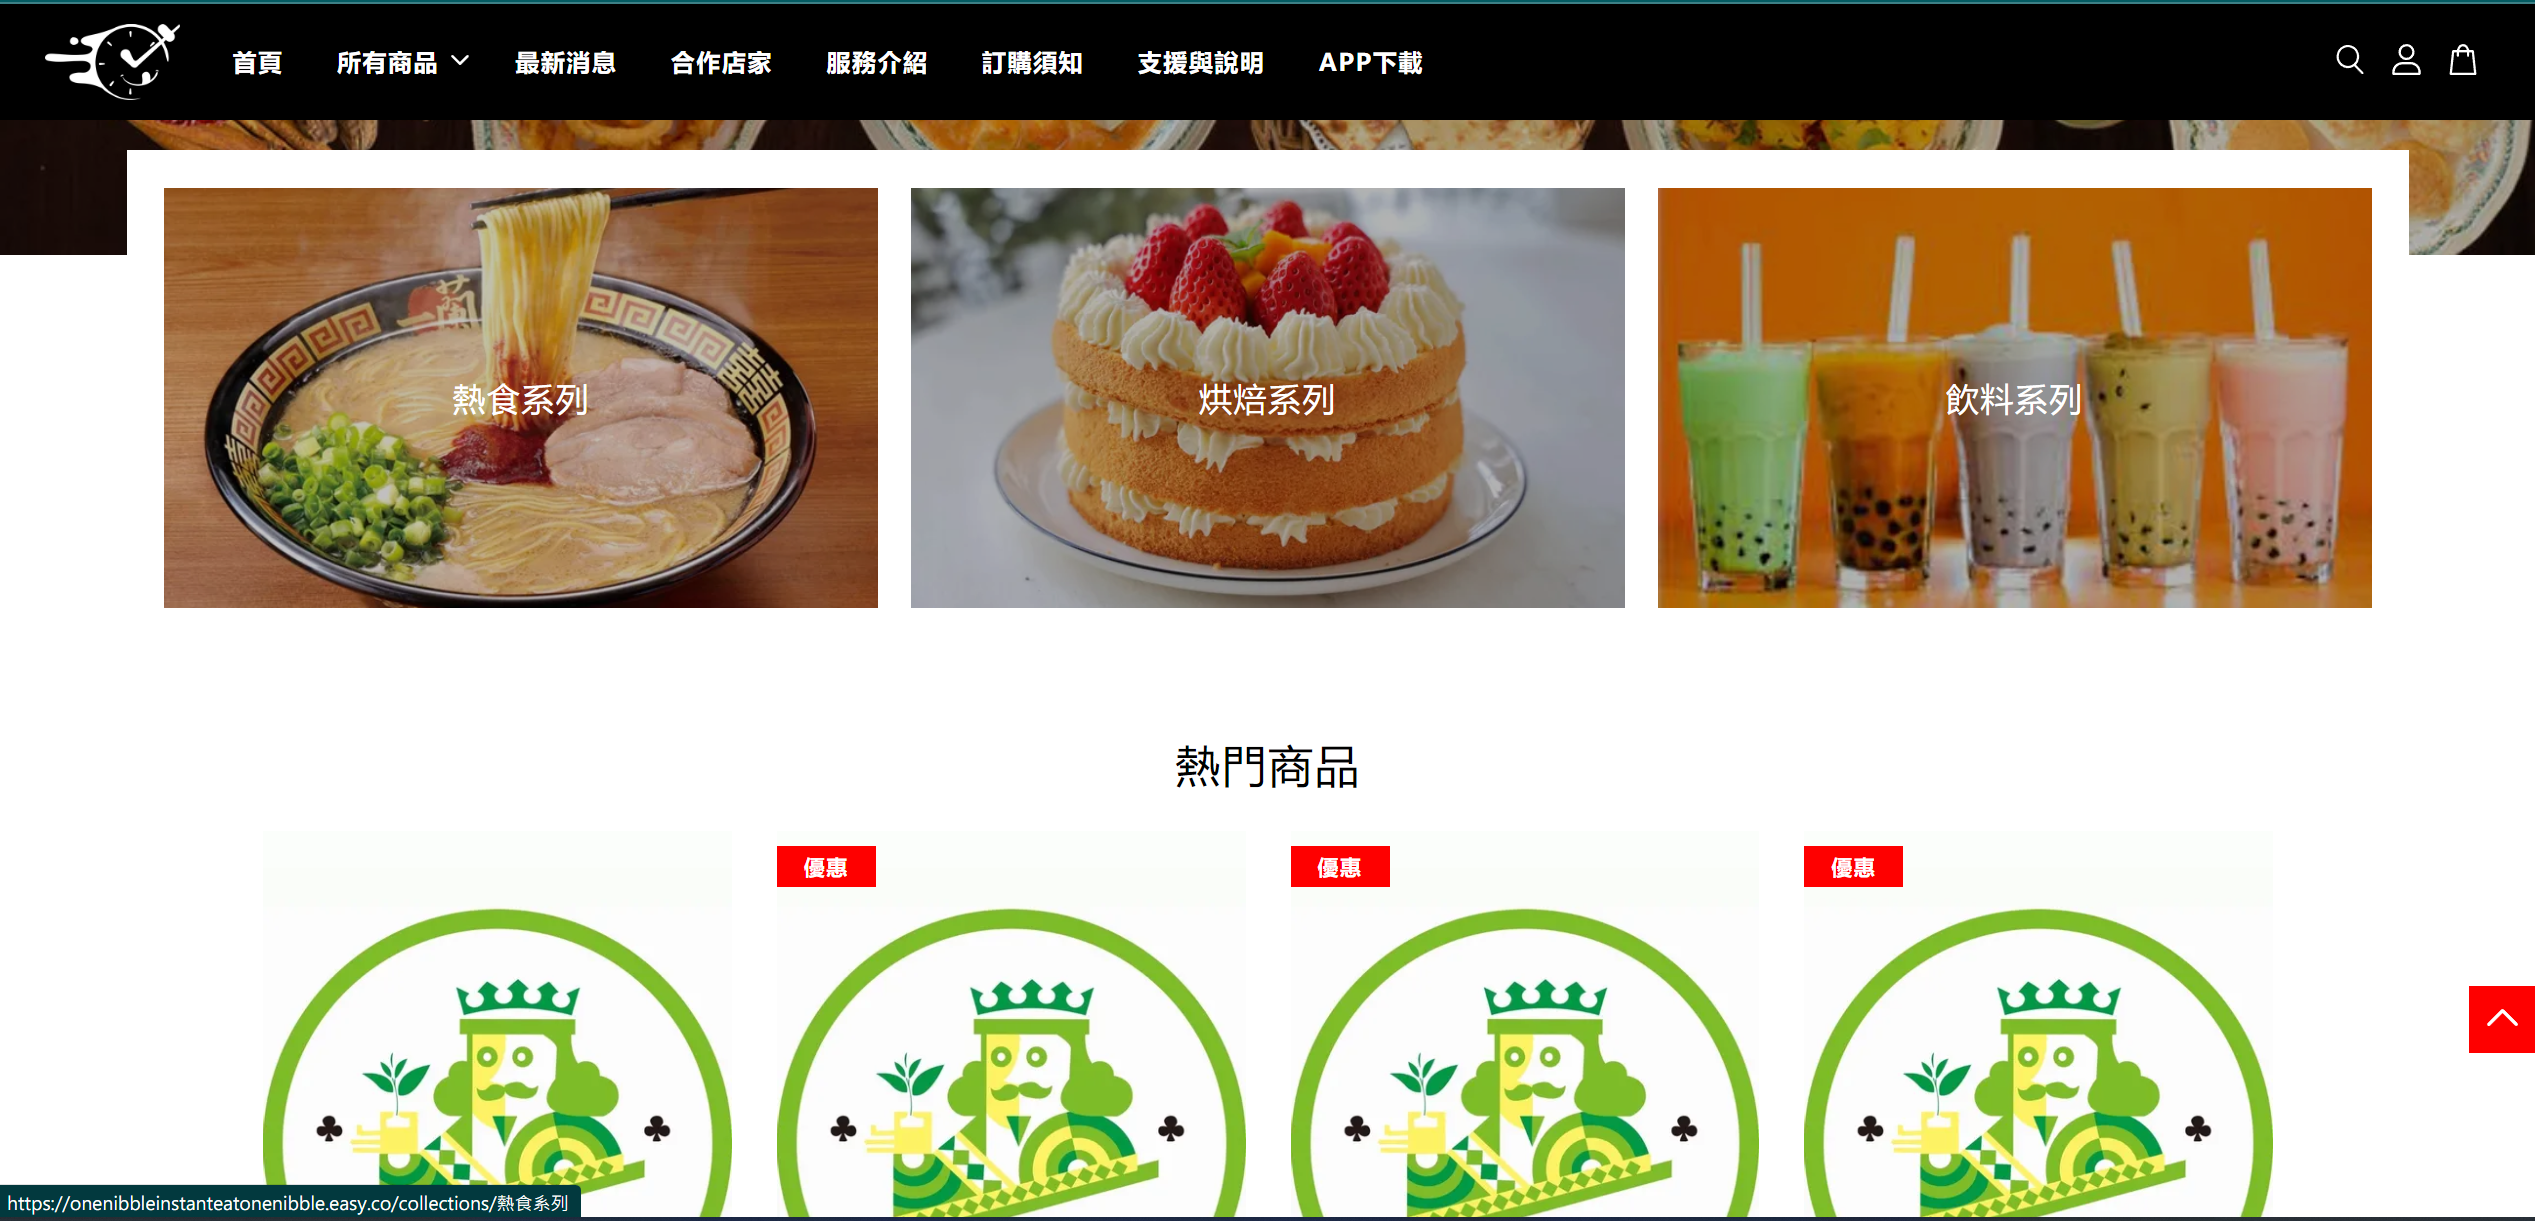 首頁 所有商品 最新消息 合作店家 服務介紹 訂購須知 支援與說明 APP下載
一蘭
囍
熱食系列 烘焙系列 飲料系列
熱門商品
優惠 優惠 優惠
https://onenibbleinstanteatonenibble.easy.co/collections/熱食系列